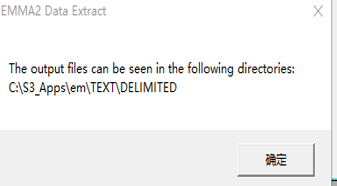 EMMA2 Data Extract
The output files can be seen in the following directories:
C:\S3_Apps\em\TEXT\DELIMITED
确定